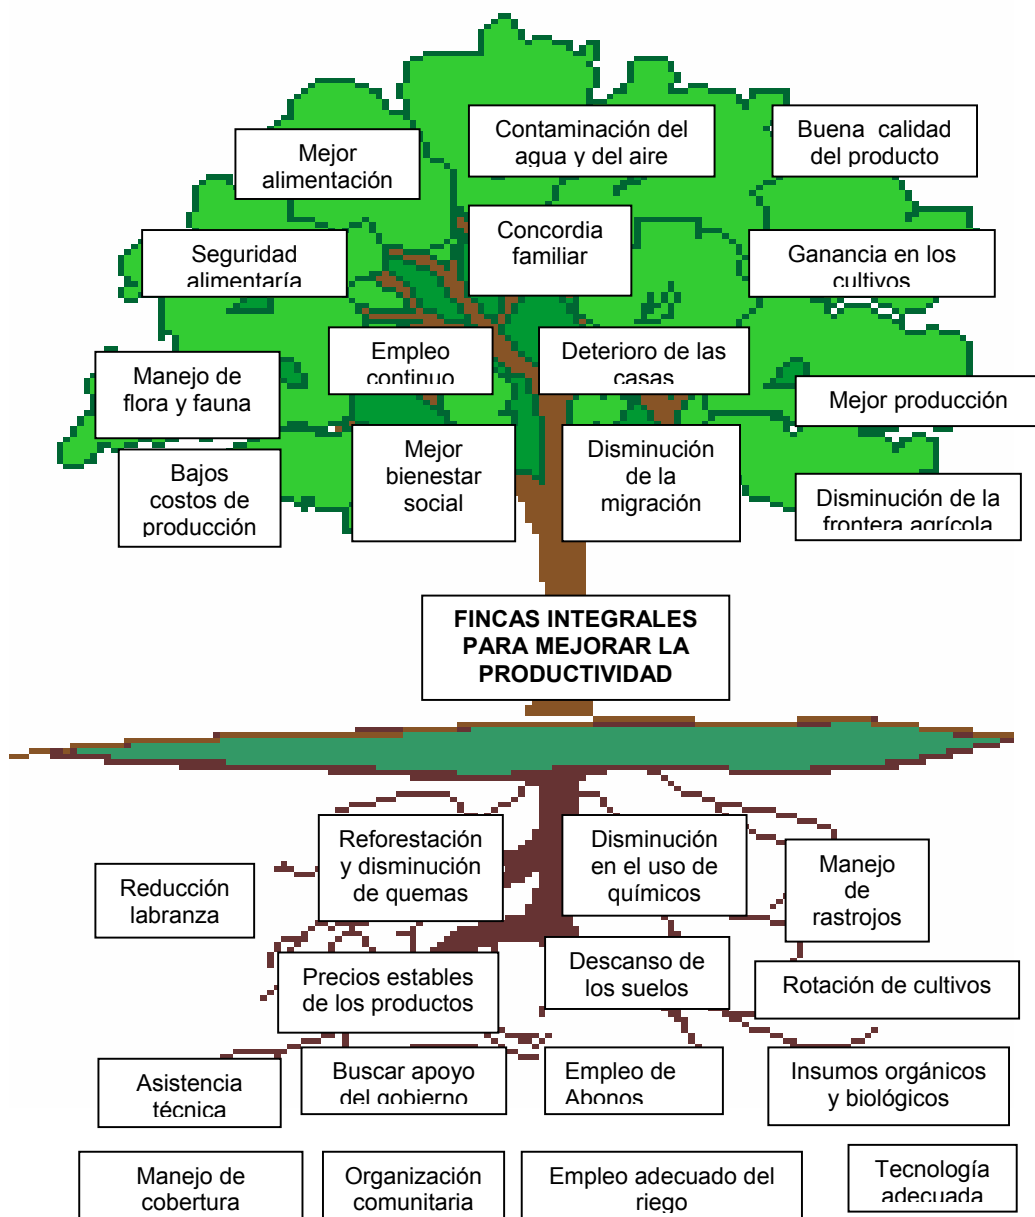 Contaminación del
agua y del aire
Buena calidad
del producto
Mejor
alimentación
Concordia
familiar
Seguridad
alimentaría
Ganancia en los
cultivos
Empleo
continuo
Deterioro de las
casas
Manejo de
flora y fauna
Mejor producción
Bajos
costos de
producción
Mejor
bienestar
social
Disminución
de la
migración
Disminución de la
frontera agrícola
FINCAS INTEGRALES
PARA MEJORAR LA
PRODUCTIVIDAD
Reforestación
y disminución
de quemas
Disminución
en el uso de
químicos
Manejo
de
rastrojos
Reducción
labranza
Precios estables
de los productos
Descanso de
los suelos
Rotación de cultivos
Asistencia
técnica
Buscar apoyo
del gobierno
Empleo de
Abonos
Insumos orgánicos
y biológicos
Manejo de
cobertura
Organización
comunitaria
Empleo adecuado del
riego
Tecnología
adecuada